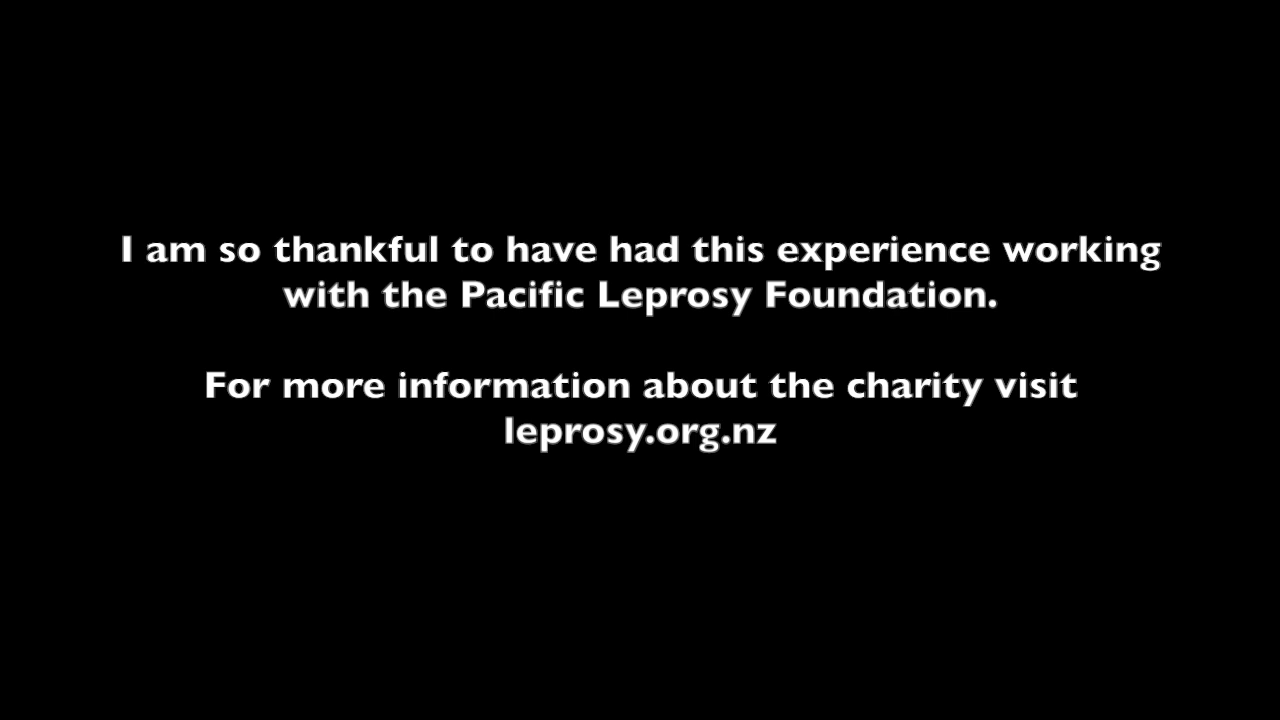 I am so thankful to have had this experience working
with the Pacific Leprosy Foundation.
For more information about the charity visit
leprosy.org.nz